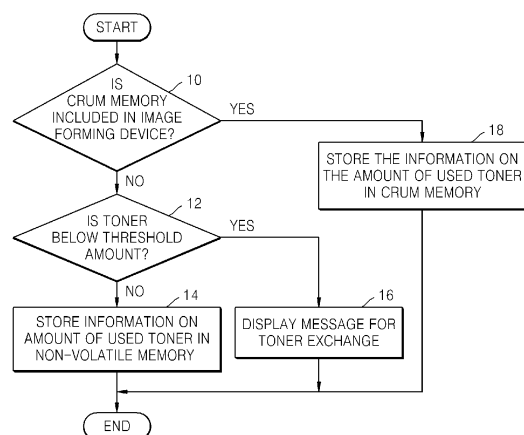 START
IS
CRUM MEMORY
INCLUDED IN IMAGE
FORMING DEVICE?
10
YES
18
STORE THE INFORMATION ON
THE AMOUNT OF USED TONER
IN CRUM MEMORY
NO
12
IS TONER
BELOW THRESHOLD
AMOUNT?
YES
NO
14
STORE INFORMATION ON
AMOUNT OF USED TONER IN
NON-VOLATILE MEMORY
16
DISPLAY MESSAGE FOR
TONER EXCHANGE
END